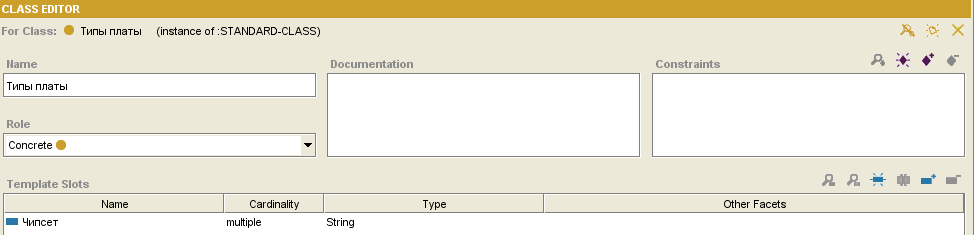 CLASS EDITOR
For Class: Типы платы (instance of :STANDARD-CLASS)
Name Documentation Constraints
Типы платы
Role
Concrete
Template Slots
Name Cardinality Type Other Facets
Чипсет multiple String